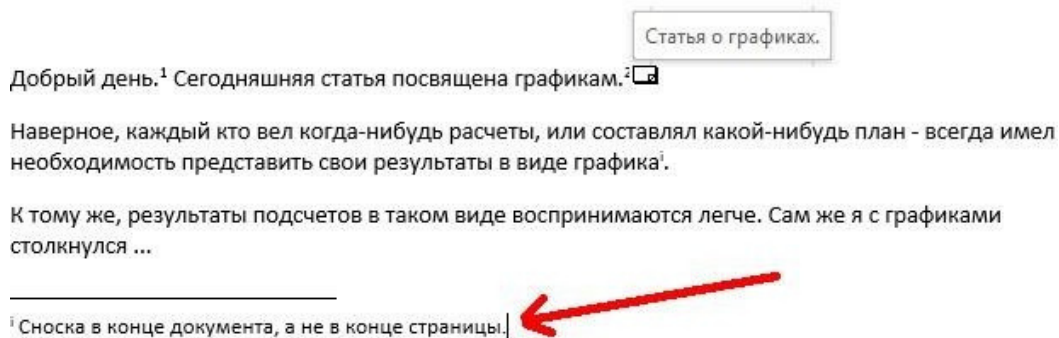 Статья о графиках.
Добрый день.¹ Сегодняшняя статья посвящена графикам.²
Наверное, каждый кто вел когда-нибудь расчеты, или составлял какой-нибудь план - всегда имел
необходимость представить свои результаты в виде графикаⁱ.
К тому же, результаты подсчетов в таком виде воспринимаются легче. Сам же я с графиками
столкнулся ...
ⁱ Сноска в конце документа, а не в конце страницы.